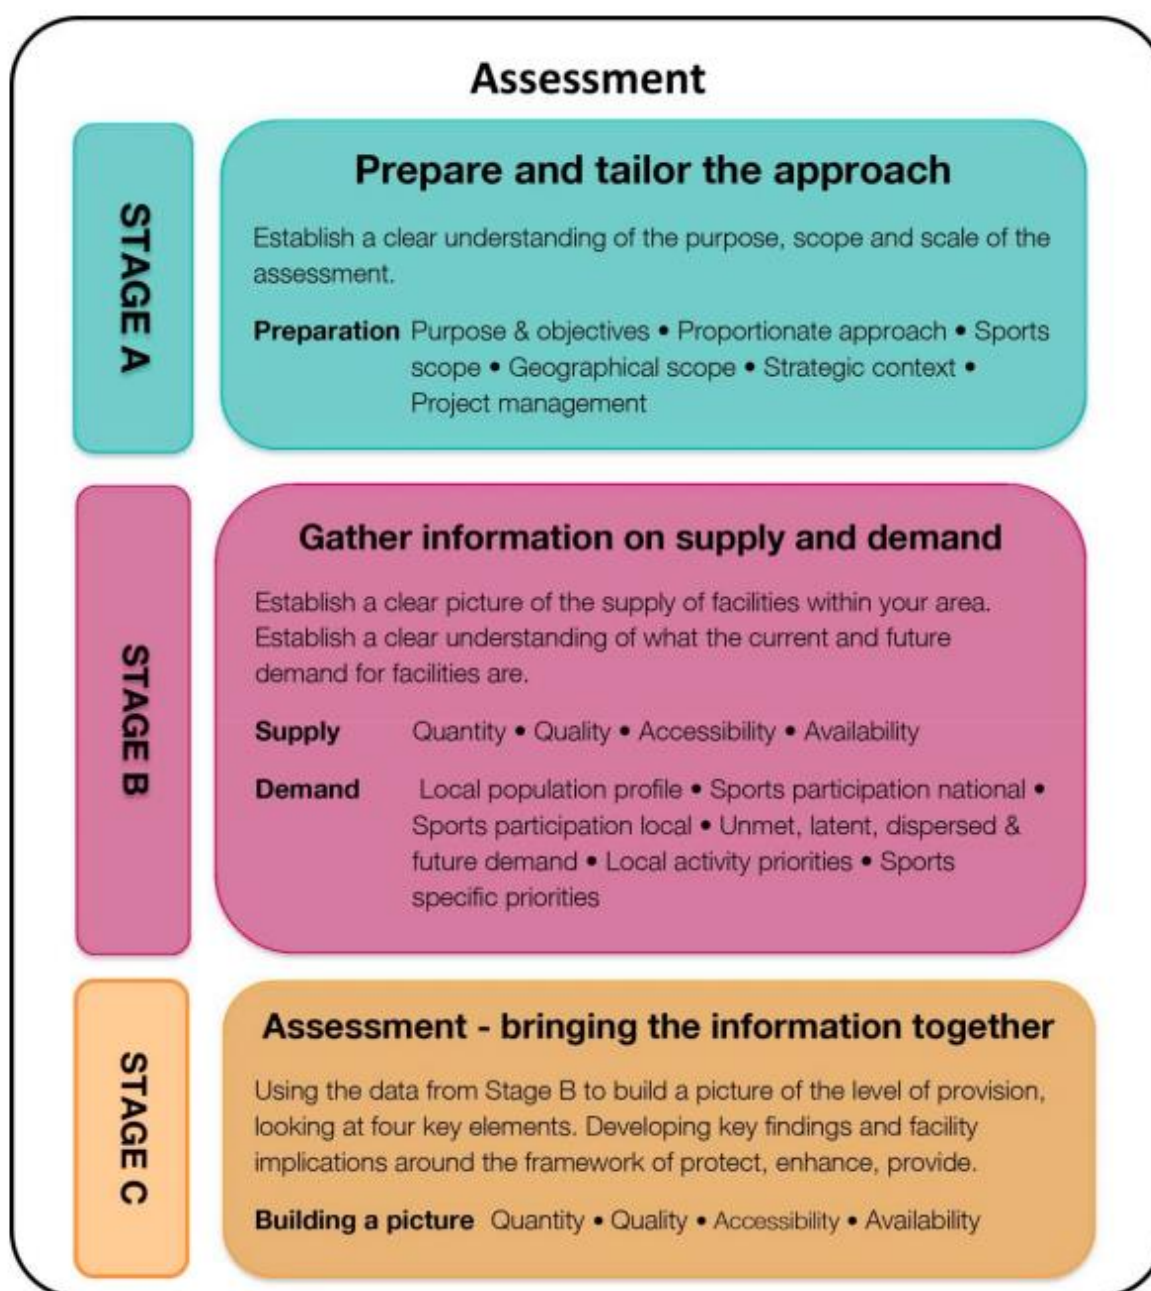 Assessment
STAGE A
Prepare and tailor the approach
Establish a clear understanding of the purpose, scope and scale of the
assessment.
Preparation Purpose & objectives • Proportionate approach • Sports
scope • Geographical scope • Strategic context •
Project management
STAGE B
Gather information on supply and demand
Establish a clear picture of the supply of facilities within your area.
Establish a clear understanding of what the current and future
demand for facilities are.
Supply Quantity • Quality • Accessibility • Availability
Demand Local population profile • Sports participation national •
Sports participation local • Unmet, latent, dispersed &
future demand • Local activity priorities • Sports
specific priorities
STAGE C
Assessment - bringing the information together
Using the data from Stage B to build a picture of the level of provision,
looking at four key elements. Developing key findings and facility
implications around the framework of protect, enhance, provide.
Building a picture Quantity • Quality • Accessibility • Availability